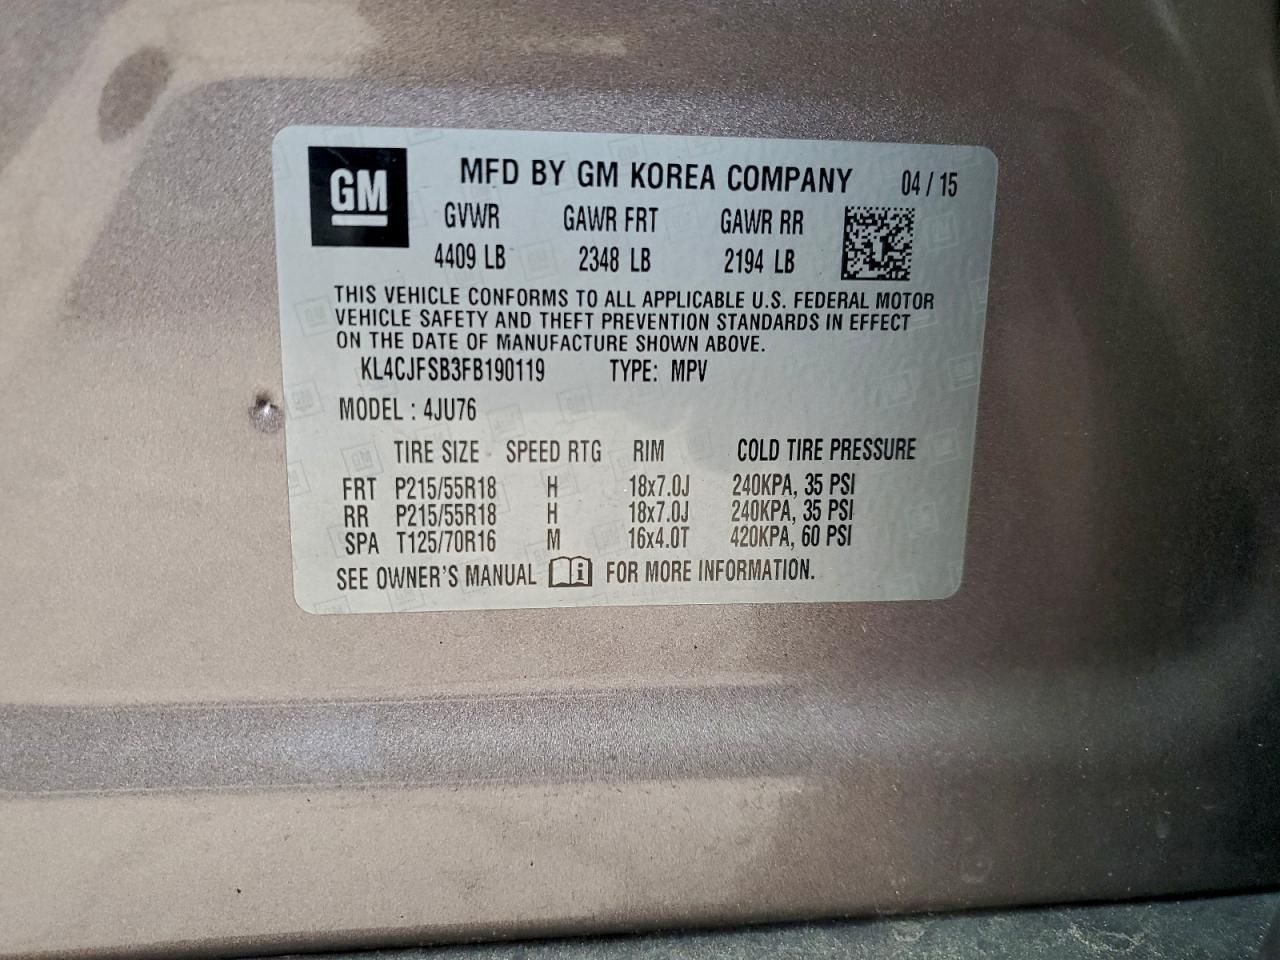 GM
MFD BY GM KOREA COMPANY 04 / 15
GVWR GAWR FRT GAWR RR
4409 LB 2348 LB 2194 LB
THIS VEHICLE CONFORMS TO ALL APPLICABLE U.S. FEDERAL MOTOR
VEHICLE SAFETY AND THEFT PREVENTION STANDARDS IN EFFECT
ON THE DATE OF MANUFACTURE SHOWN ABOVE.
KL4CJFSB3FB190119 TYPE: MPV
MODEL : 4JU76
TIRE SIZE SPEED RTG RIM COLD TIRE PRESSURE
FRT P215/55R18 H 18x7.0J 240KPA, 35 PSI
RR P215/55R18 H 18x7.0J 240KPA, 35 PSI
SPA T125/70R16 M 16x4.0T 420KPA, 60 PSI
SEE OWNER'S MANUAL FOR MORE INFORMATION.